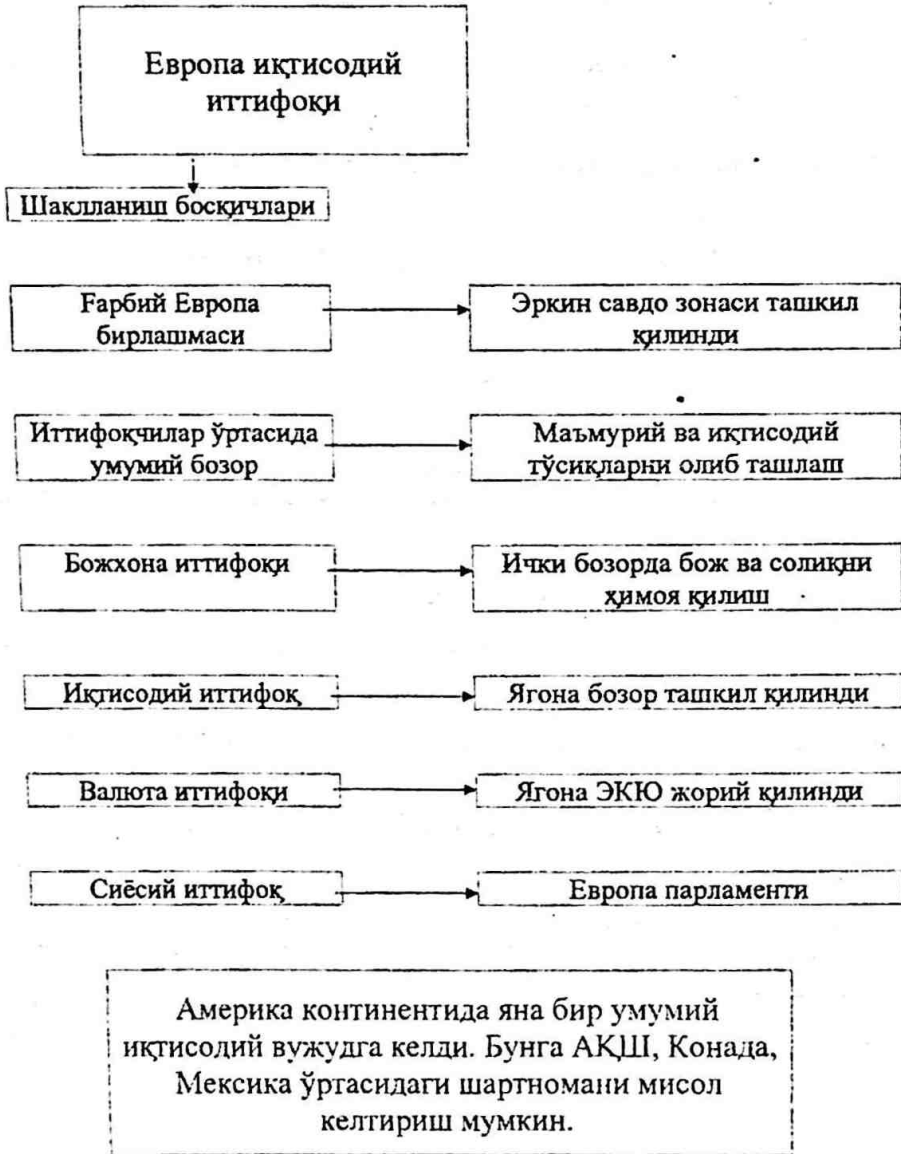 Европа иқтисодий
иттифоқи
Шаклланиш босқичлари
Ғарбий Европа
бирлашмаси
Эркин савдо зонаси ташкил
қилинди
Иттифоқчилар ўртасида
умумий бозор
Маъмурий ва иқтисодий
тўсиқларни олиб ташлаш
Божхона иттифоқи
Ички бозорда бож ва солиқни
ҳимоя қилиш
Иқтисодий иттифоқ
Ягона бозор ташкил қилинди
Валюта иттифоқи
Ягона ЭКЮ жорий қилинди
Сиёсий иттифоқ
Европа парламенти
Америка континентида яна бир умумий
иқтисодий вужудга келди. Бунга АҚШ, Конада,
Мексика ўртасидаги шартномани мисол
келтириш мумкин.